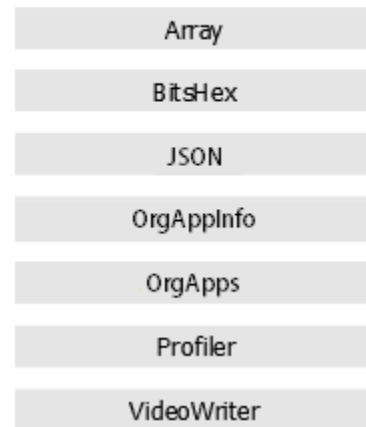 Array
BitsHex
JSON
OrgAppInfo
OrgApps
Profiler
VideoWriter